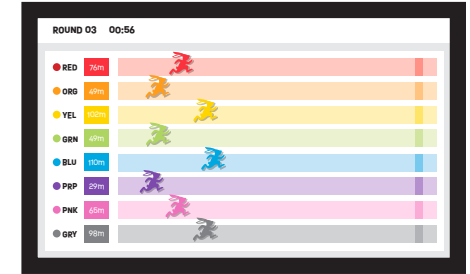 ROUND 03 00:56
RED 76m
ORG 49m
YEL 102m
GRN 49m
BLU 110m
PRP 29m
PNK 65m
GRY 98m